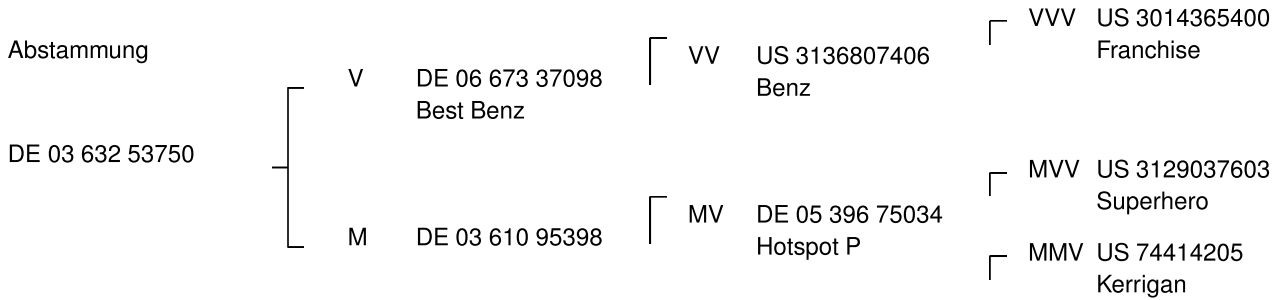 Abstammung
DE 03 632 53750
V DE 06 673 37098
Best Benz
M DE 03 610 95398
VV US 3136807406
Benz
MV DE 05 396 75034
Hotspot P
VVV US 3014365400
Franchise
MVV US 3129037603
Superhero
MMV US 74414205
Kerrigan